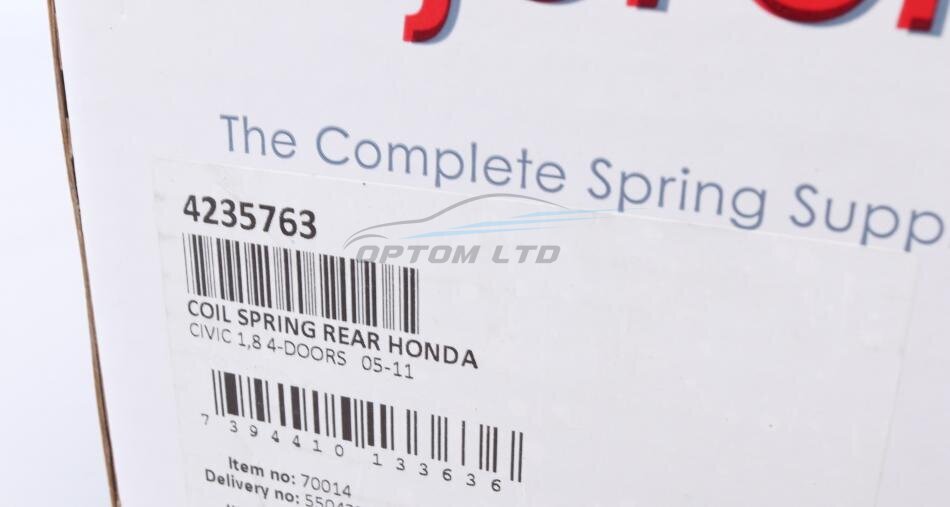 The Complete Spring
4235763
OPTOM LTD
COIL SPRING REAR HONDA
CIVIC 1,8 4-DOORS 05-11
7 394410 133636
Item no: 70014
Delivery no: